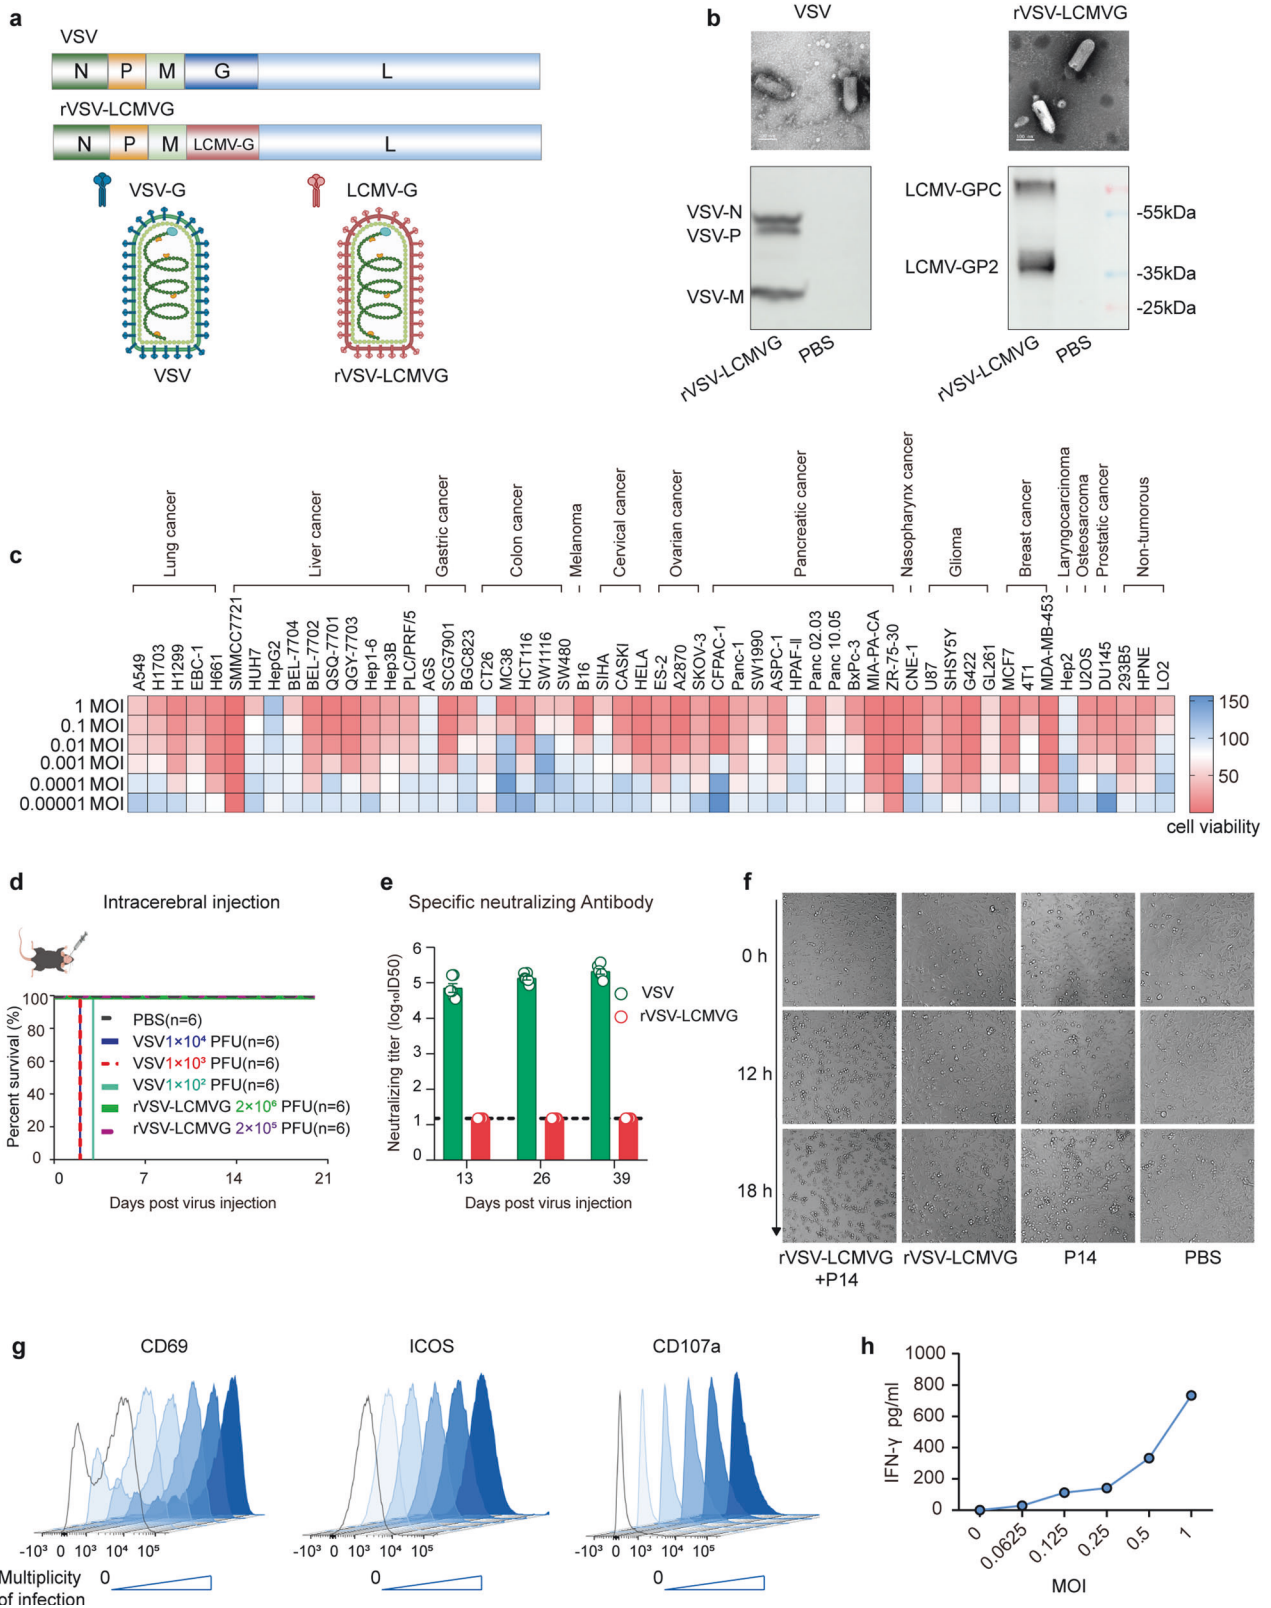 a
VSV
N P M G L
rVSV-LCMVG
N P M LCMV-G L
VSV-G
LCMV-G
VSV
rVSV-LCMVG
b
VSV
rVSV-LCMVG
VSV-N
VSV-P
VSV-M
rVSV-LCMVG
PBS
LCMV-GPC
LCMV-GP2
-55kDa
-35kDa
-25kDa
rVSV-LCMVG
PBS
c
Lung cancer
Liver cancer
Gastric cancer
Colon cancer
Melanoma
Cervical cancer
Ovarian cancer
Pancreatic cancer
Nasopharynx cancer
Glioma
Breast cancer
Laryngocarcinoma
Osteosarcoma
Prostatic cancer
Non-tumorous
A549
H1703
H1299
EBC-1
H661
SMMCC7721
HUH7
HepG2
BEL-7704
BEL-7702
QSQ-7701
QGY-7703
Hep1-6
Hep3B
PLC/PRF/5
AGS
SCG7901
BGC823
CT26
MC38
HCT116
SW1116
SW480
B16
SIHA
CASKI
HELA
ES-2
A2870
SKOV-3
CFPAC-1
Panc-1
SW1990
ASPC-1
HPAF-II
Panc 02.03
Panc 10.05
BxPc-3
MIA-PA-CA
ZR-75-30
CNE-1
U87
SHSY5Y
G422
GL261
MCF7
4T1
MDA-MB-453
Hep2
U2OS
DU145
293B5
HPNE
LO2
1 MOI
0.1 MOI
0.01 MOI
0.001 MOI
0.0001 MOI
0.00001 MOI
150
100
50
cell viability
d
Intracerebral injection
Percent survival (%)
100
80
60
40
20
0
PBS(n=6)
VSV1×10⁴ PFU(n=6)
VSV1×10³ PFU(n=6)
VSV1×10² PFU(n=6)
rVSV-LCMVG 2×10⁶ PFU(n=6)
rVSV-LCMVG 2×10⁵ PFU(n=6)
0 7 14 21
Days post virus injection
e
Specific neutralizing Antibody
Neutralizing titer (log₁₀ID50)
6
5
4
3
2
1
0
VSV
rVSV-LCMVG
13 26 39
Days post virus injection
f
0 h
12 h
18 h
rVSV-LCMVG
+P14
rVSV-LCMVG
P14
PBS
g
CD69
ICOS
CD107a
-10³ 0 10³ 10⁴ 10⁵
-10³ 0 10³ 10⁴ 10⁵
-10³ 0 10³ 10⁴ 10⁵
Multiplicity
of infection
0
0
0
h
IFN-γ pg/ml
1000
800
600
400
200
0
0 0.0625 0.125 0.25 0.5 1
MOI